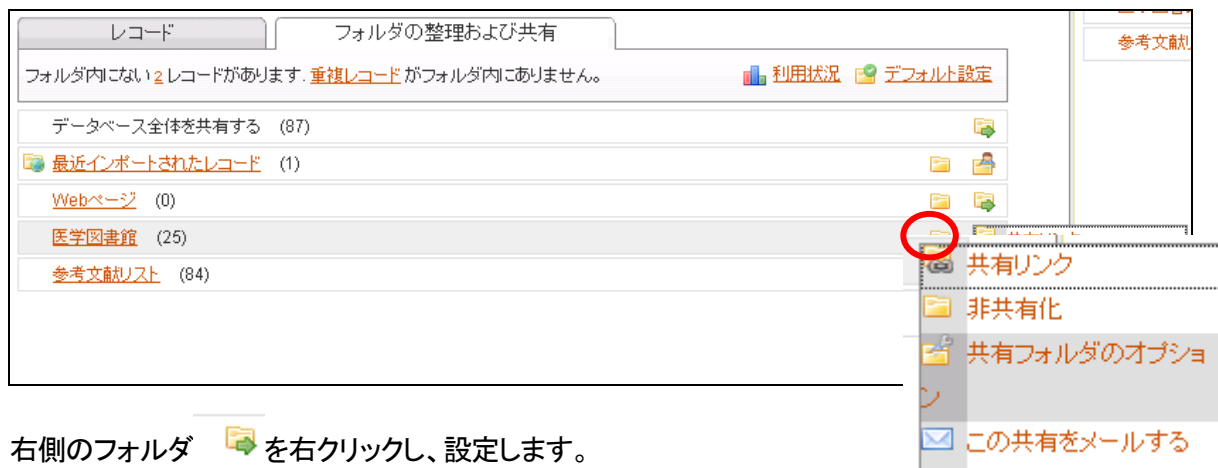 レコード フォルダの整理および共有
参考文献
フォルダ内にない 2 レコードがあります. 重複レコード がフォルダ内にありません。 利用状況 デフォルト設定
データベース全体を共有する (87)
最近インポートされたレコード (1)
Webページ (0)
医学図書館 (25)
参考文献リスト (84)
共有リンク
非共有化
共有フォルダのオプショ
ン
この共有をメールする
右側のフォルダ を右クリックし、設定します。